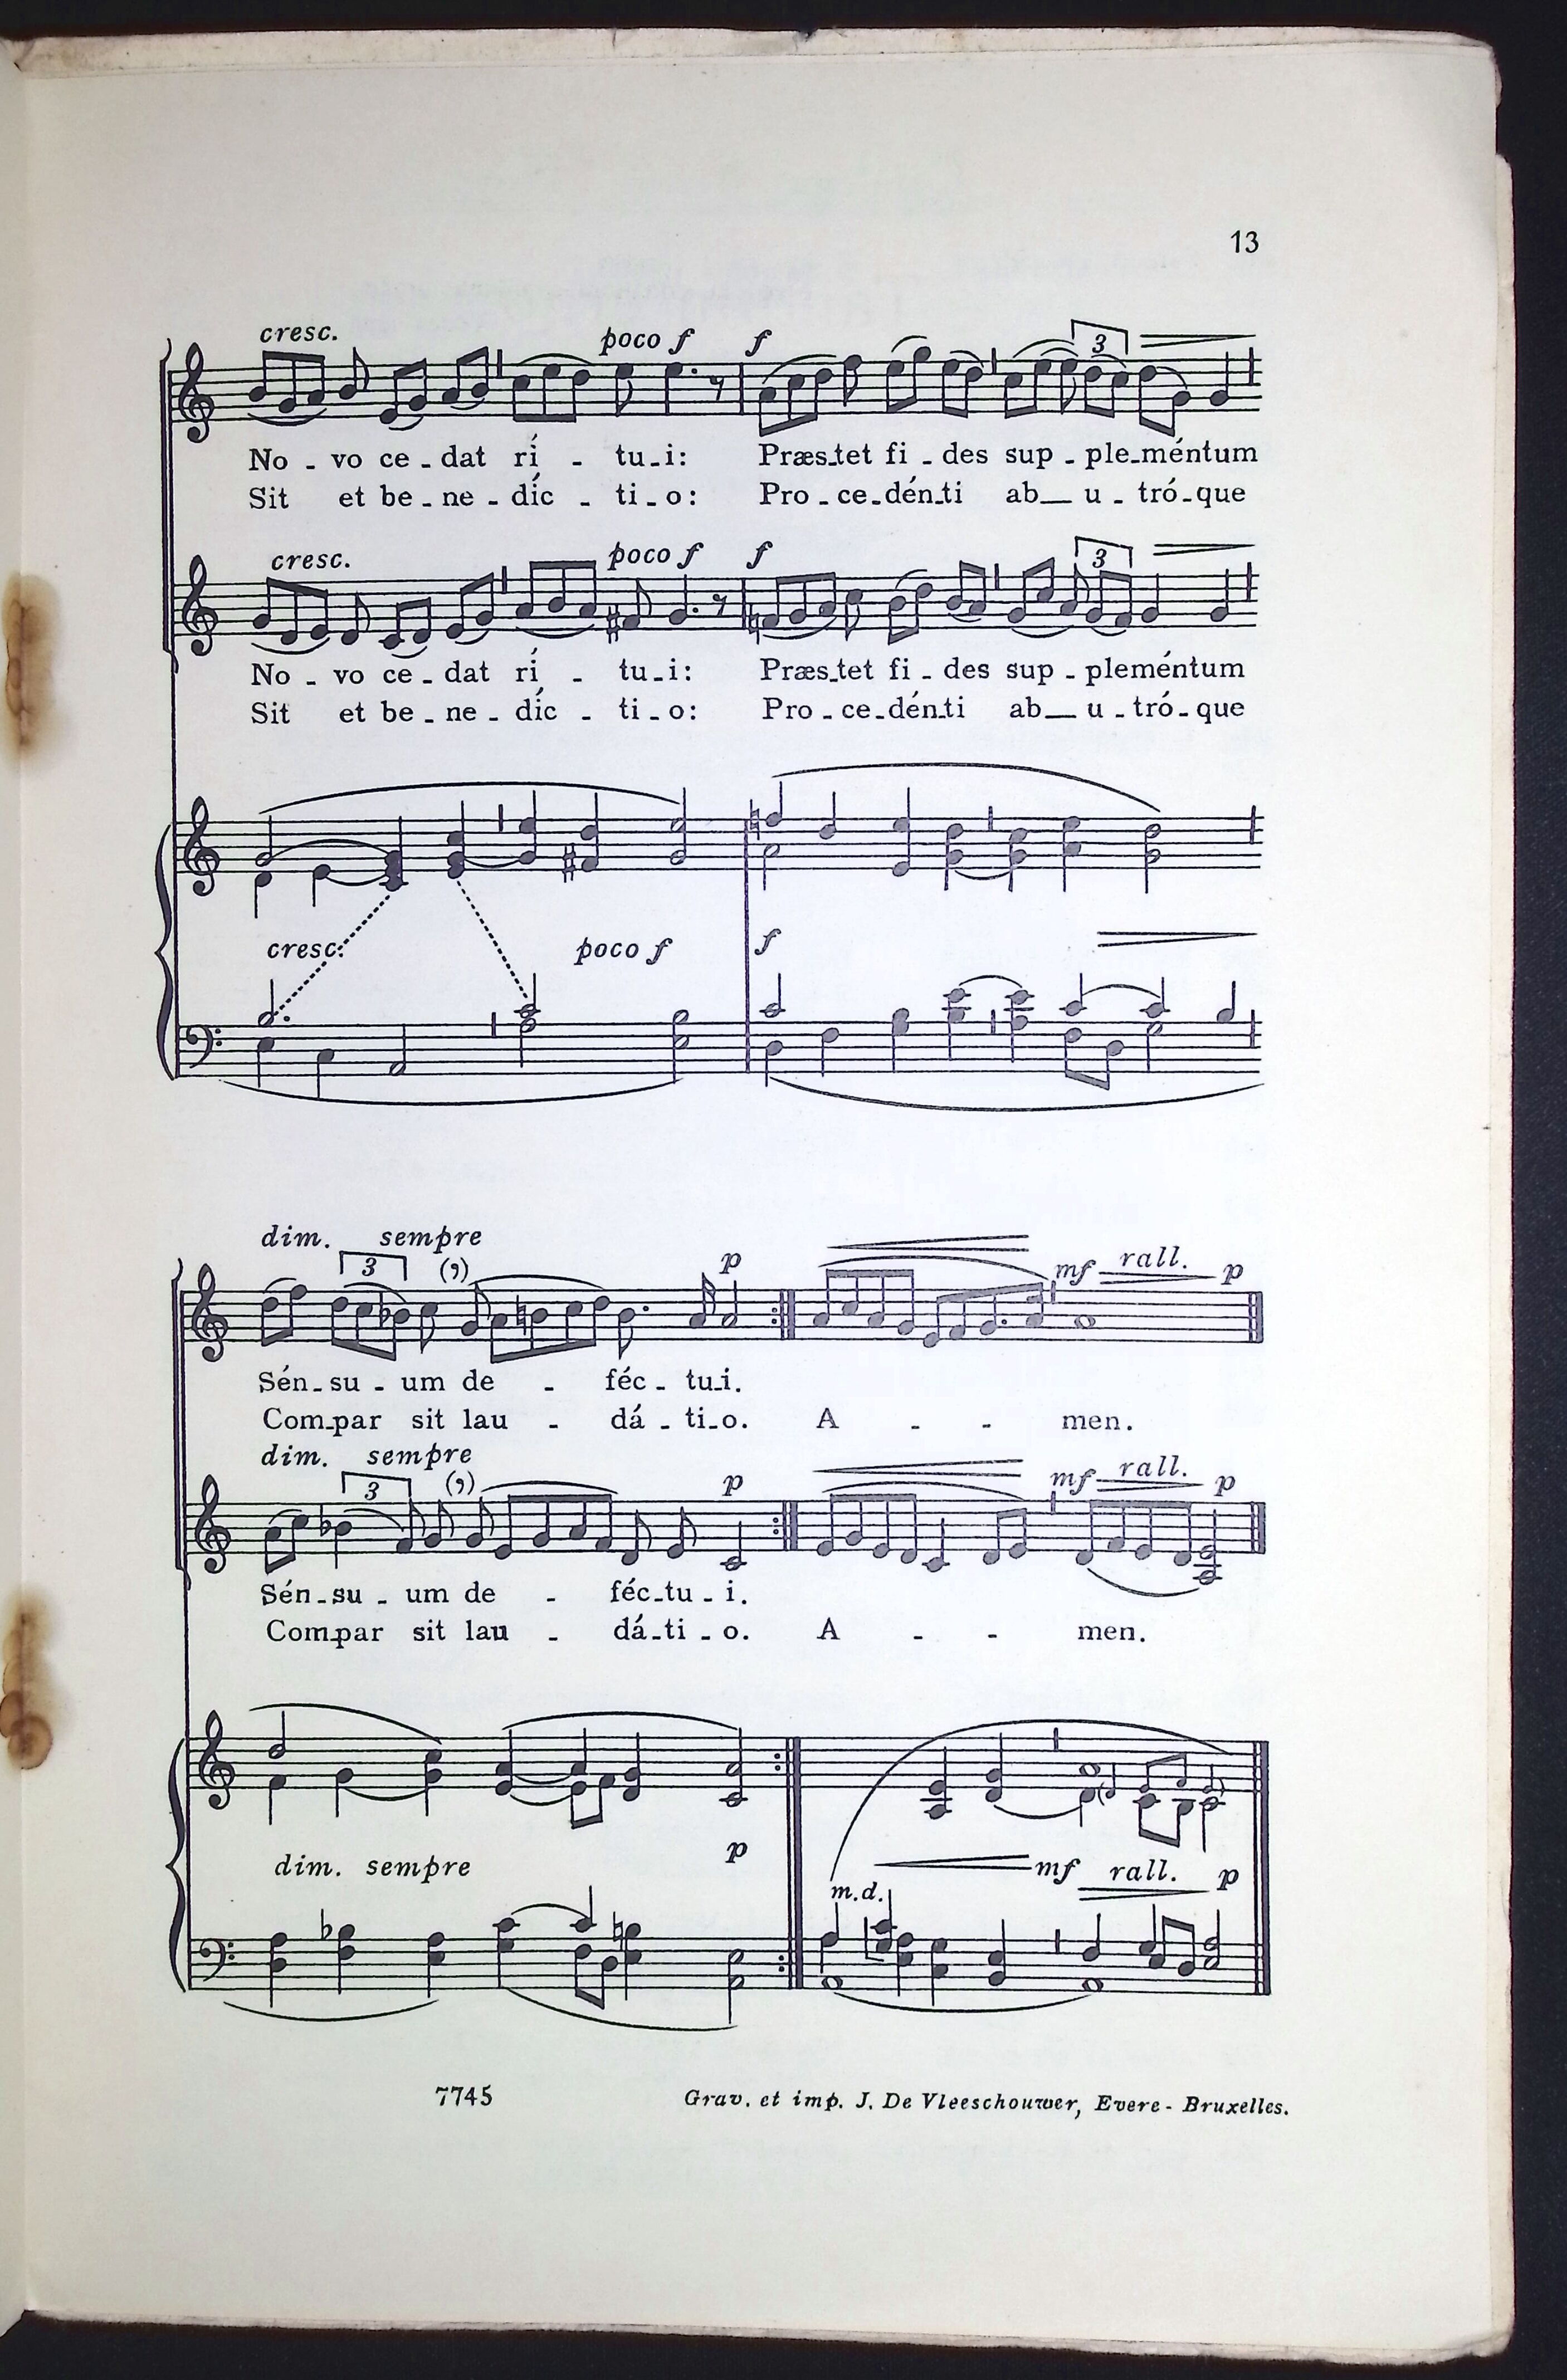 13
cresc. poco f f 3
No - vo ce - dat rí - tu - i: Præs - tet fi - des sup - ple - méntum
Sit et be - ne - díc - ti - o: Pro - ce - dén - ti ab__ u - tró - que
cresc. poco f f 3
No - vo ce - dat rí - tu - i: Præs - tet fi - des sup - pleméntum
Sit et be - ne - díc - ti - o: Pro - ce - dén - ti ab__ u - tró - que
cresc. poco f f
dim. sempre 3 (,) p mf rall. p
Sén - su - um de - féc - tu - i.
Com - par sit lau - dá - ti - o. A - - men.
dim. sempre
3 (,) p mf rall. p
Sén - su - um de - féc - tu - i.
Com - par sit lau - dá - ti - o. A - - men.
dim. sempre p m.d. mf rall. p
7745 Grav. et imp. J. De Vleeschouwer, Evere - Bruxelles.